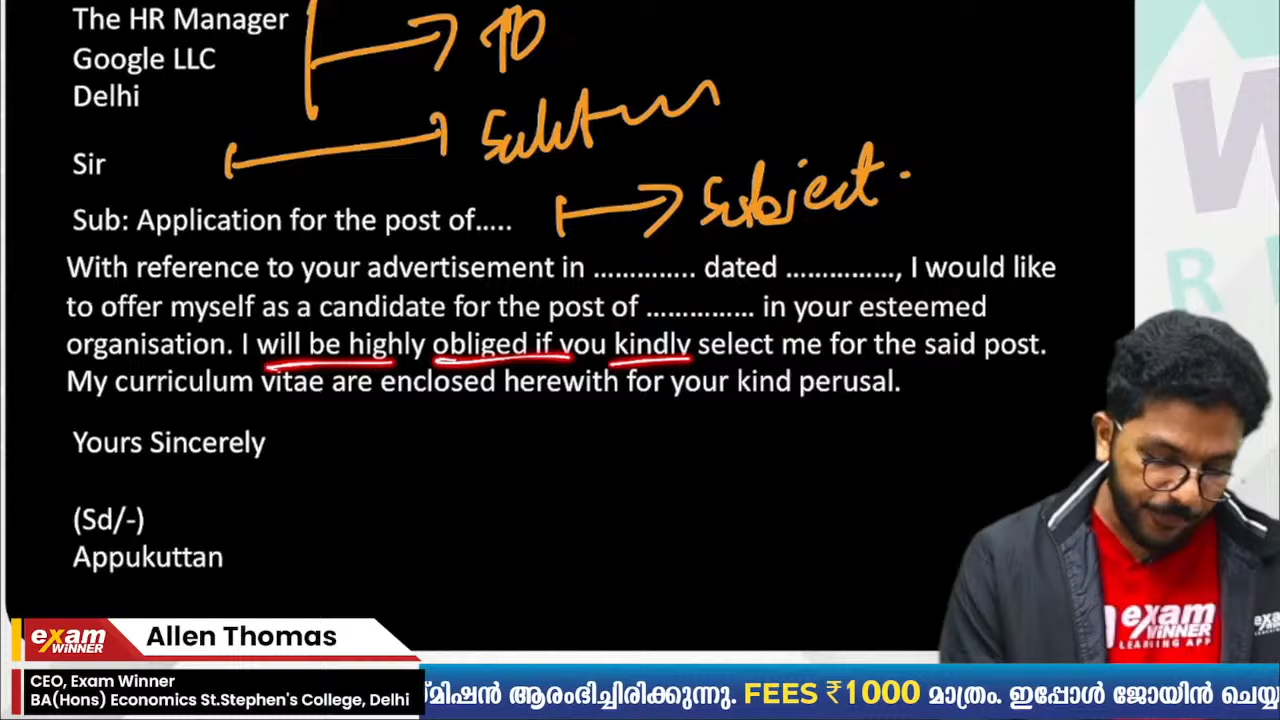 The HR Manager
Google LLC
Delhi
TO
Sir
Sub: Application for the post of.....
Subject.
With reference to your advertisement in .............. dated ..............., I would like
to offer myself as a candidate for the post of ............... in your esteemed
organisation. I will be highly obliged if you kindly select me for the said post.
My curriculum vitae are enclosed herewith for your kind perusal.
Yours Sincerely
(Sd/-)
Appukuttan
exam
WINNER
LEARNING APP
exam
WINNER
Allen Thomas
CEO, Exam Winner
BA(Hons) Economics St.Stephen's College, Delhi
ആരംഭിച്ചിരിക്കുന്നു. FEES ₹1000 മാത്രം. ഇപ്പോൾ ജോയിൻ